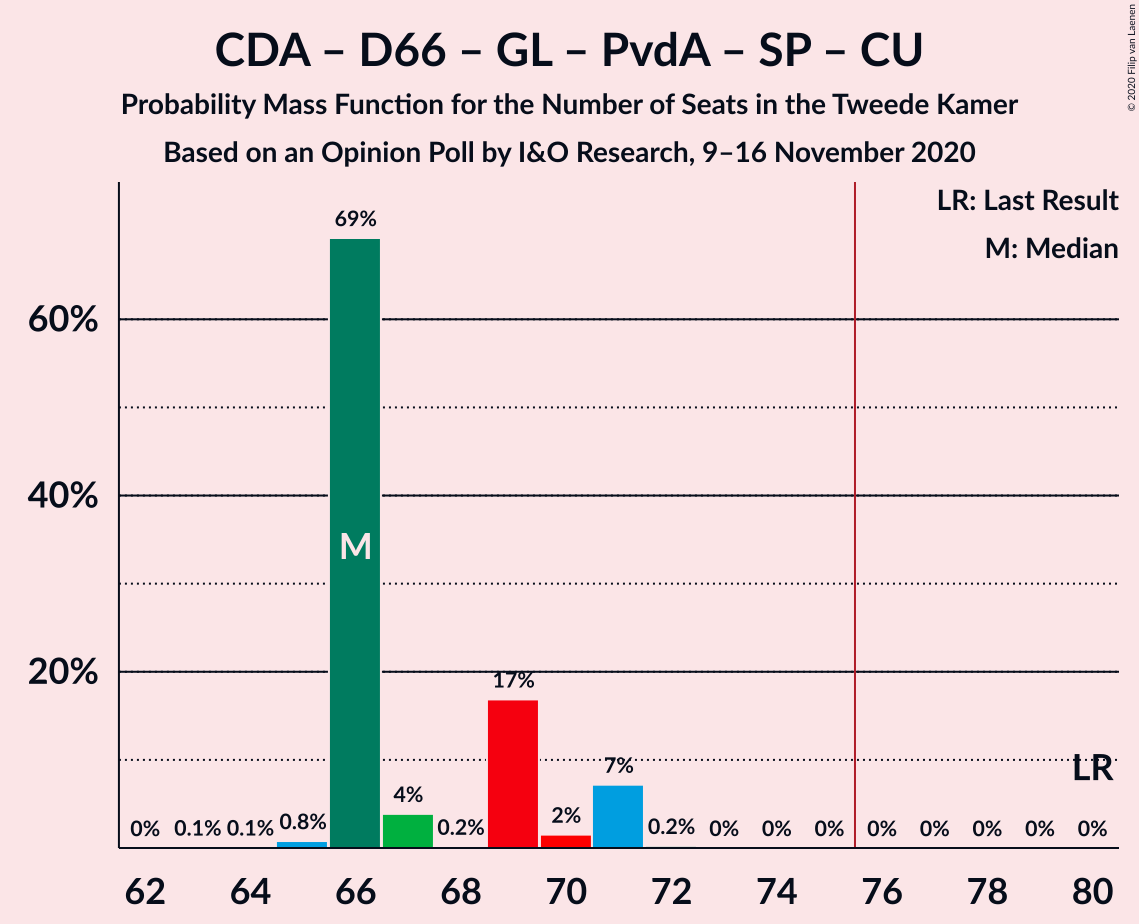 CDA – D66 – GL – PvdA – SP – CU
Probability Mass Function for the Number of Seats in the Tweede Kamer
Based on an Opinion Poll by I&O Research, 9–16 November 2020
© 2020 Filip van Laenen
LR: Last Result
M: Median
69%
60%
M
40%
20%
17%
7%
LR
4%
2%
0% 0.1% 0.1% 0.8% 0.2% 0.2% 0% 0% 0% 0% 0% 0% 0% 0%
62 64 66 68 70 72 74 76 78 80